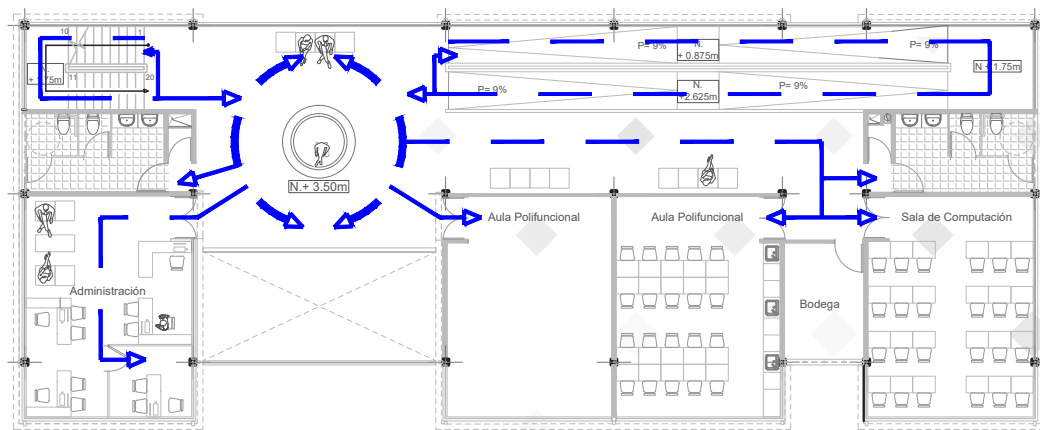 10
1
N.
+ 1.75m
11
20
P= 9%
N.
+ 0.875m
P= 9%
N + 1.75m
P= 9%
N.
+2.625m
P= 9%
N.+ 3.50m
Aula Polifuncional
Aula Polifuncional
Sala de Computación
Administración
Bodega